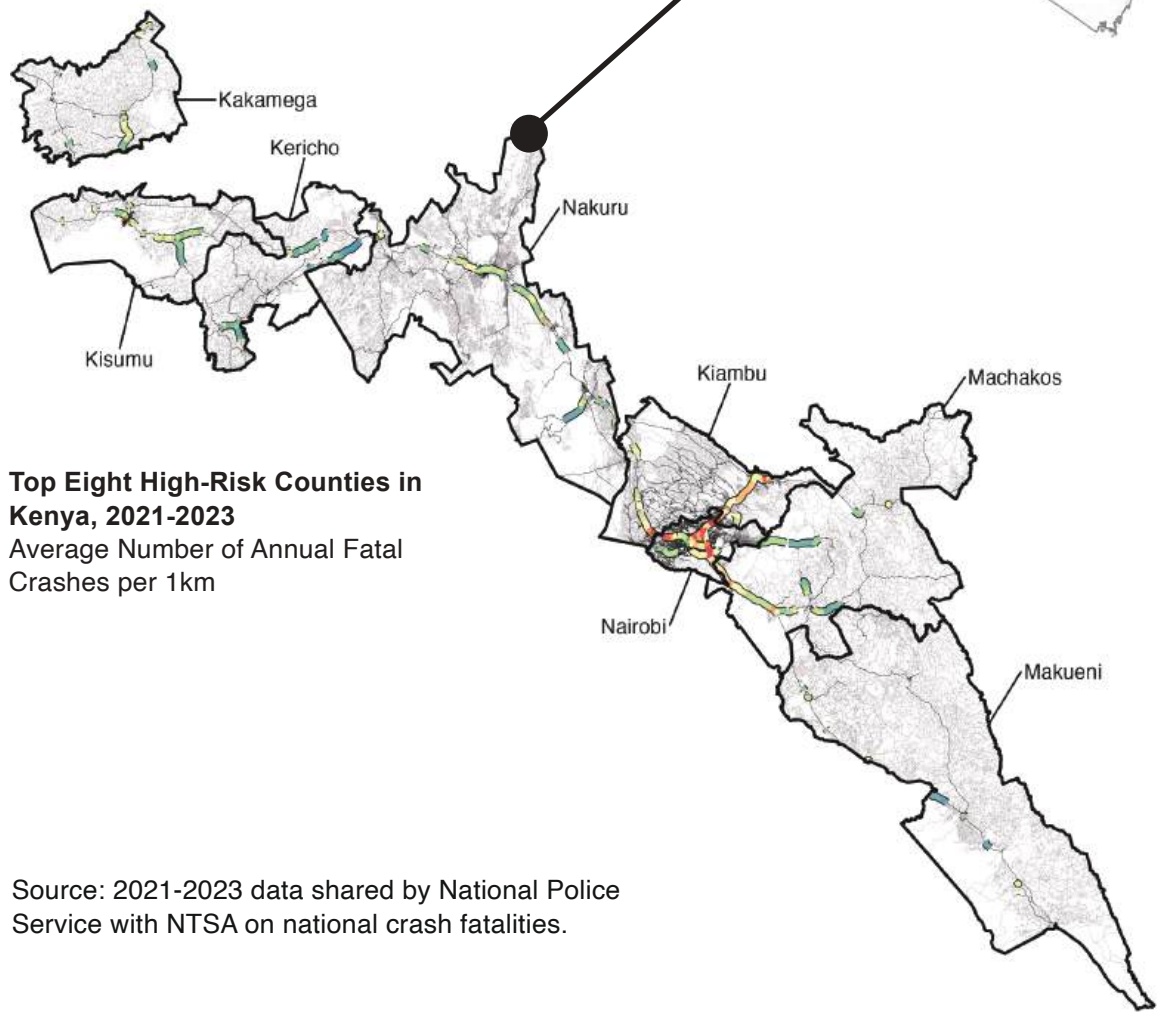 Kakamega
Kericho
Nakuru
Kisumu
Kiambu
Machakos
Top Eight High-Risk Counties in
Kenya, 2021-2023
Average Number of Annual Fatal
Crashes per 1km
Nairobi
Makueni
Source: 2021-2023 data shared by National Police
Service with NTSA on national crash fatalities.